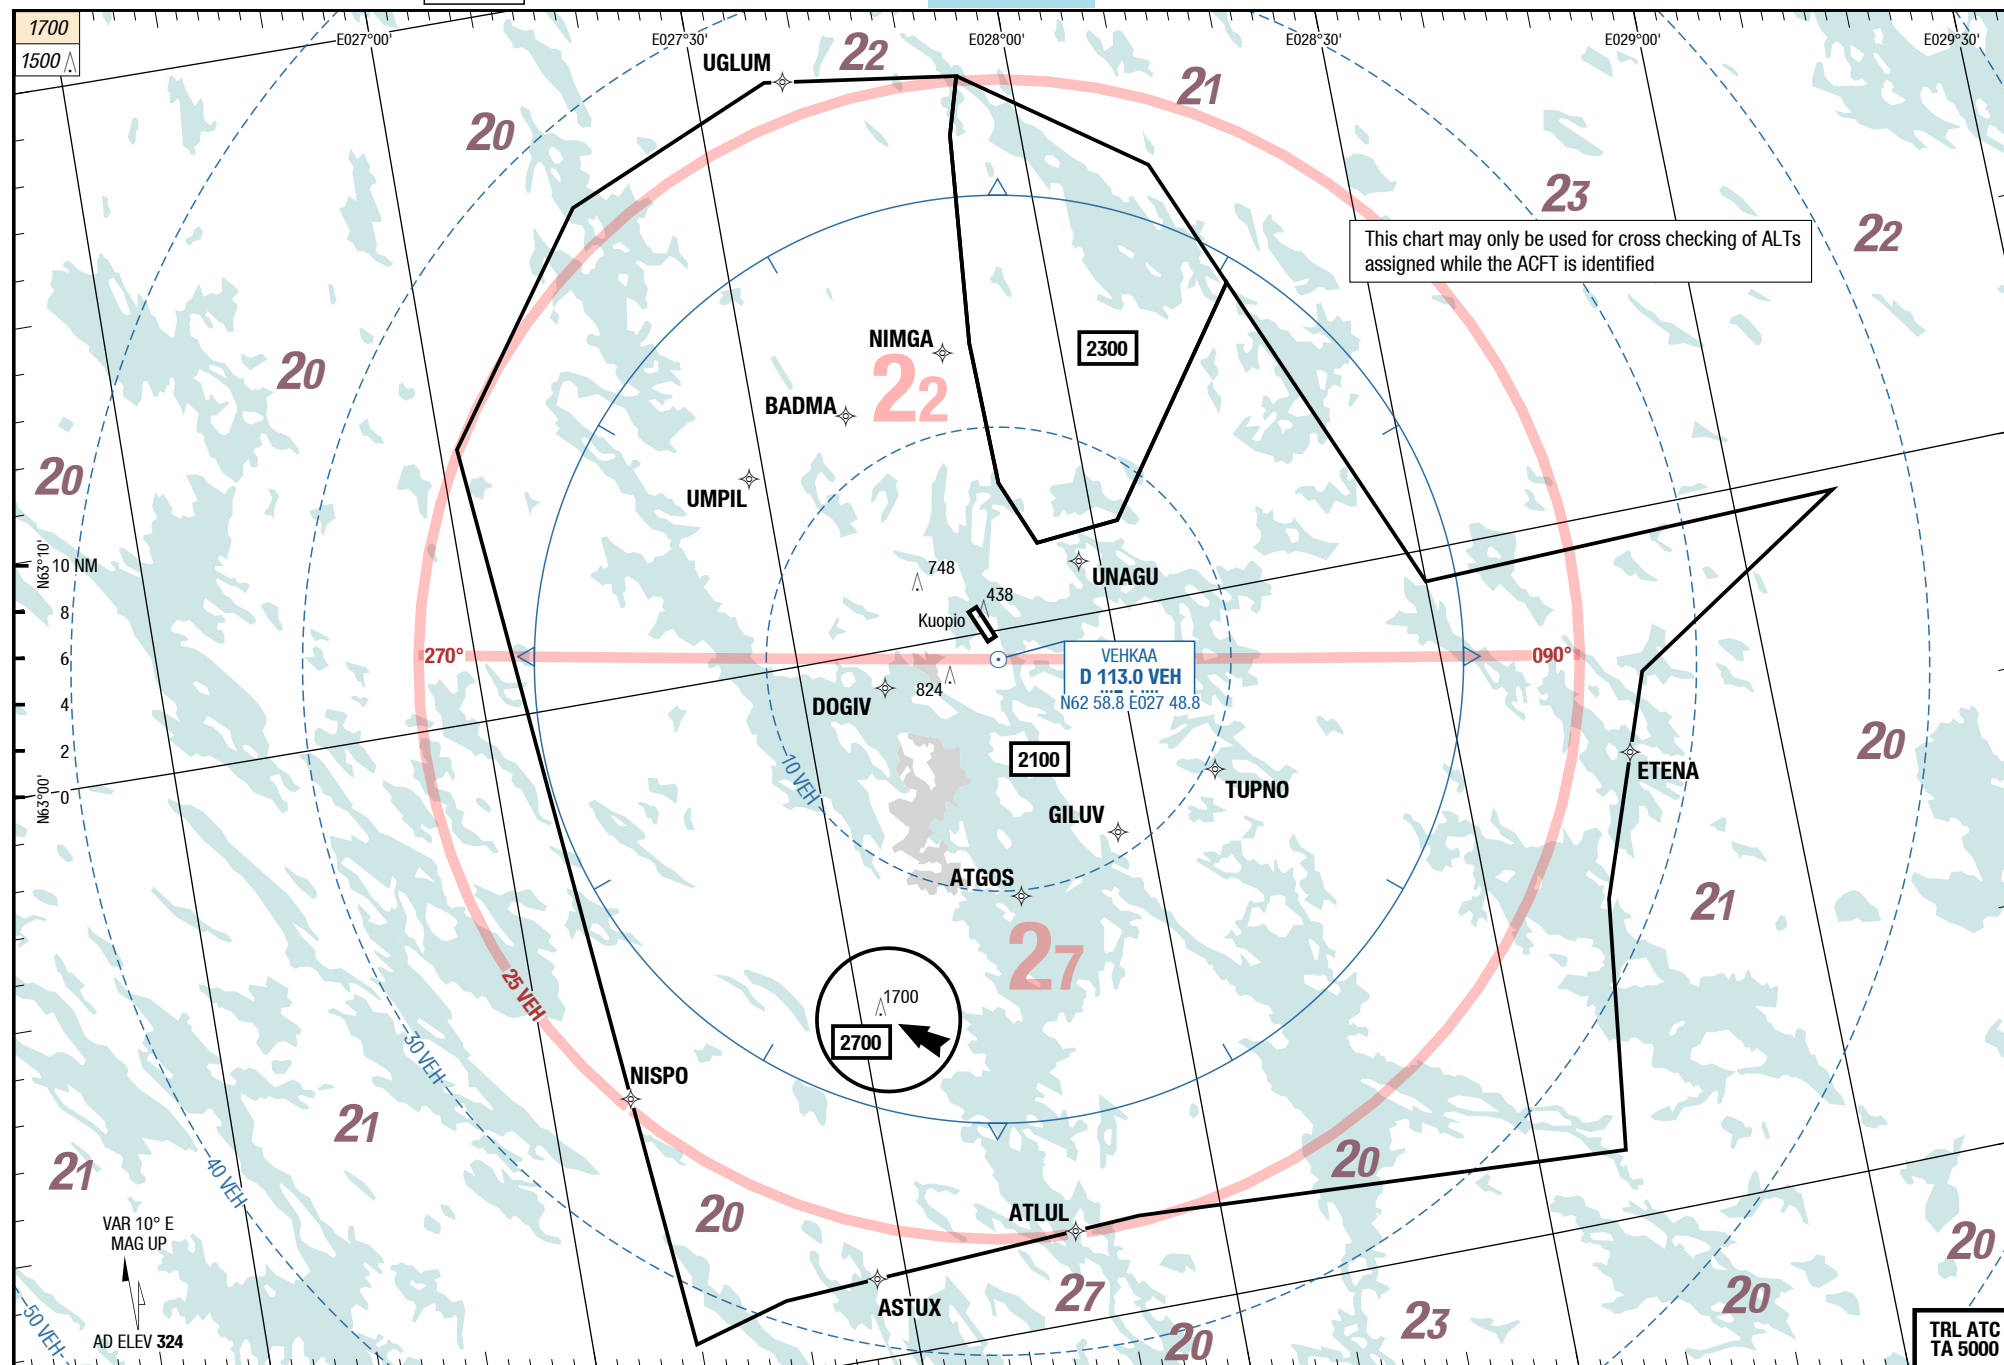 1700
1500
E027°00'
E027°30'
E028°00'
E028°30'
E029°00'
E029°30'
UGLUM
22
21
20
23
22
This chart may only be used for cross checking of ALTs
assigned while the ACFT is identified
NIMGA
2300
22
20
BADMA
20
UMPIL
N63°10'
10 NM
748
UNAGU
438
8
Kuopio
6
270°
090°
VEHKAA
D 113.0 VEH
N62 58.8 E027 48.8
824
4
DOGIV
2
2100
20
ETENA
10 VEH
TUPNO
N63°00'
0
GILUV
ATGOS
21
27
25 VEH
1700
2700
30 VEH
NISPO
21
21
40 VEH
20
20
ATLUL
VAR 10° E
MAG UP
20
27
ASTUX
20
50 VEH
AD ELEV 324
23
20
TRL ATC
TA 5000